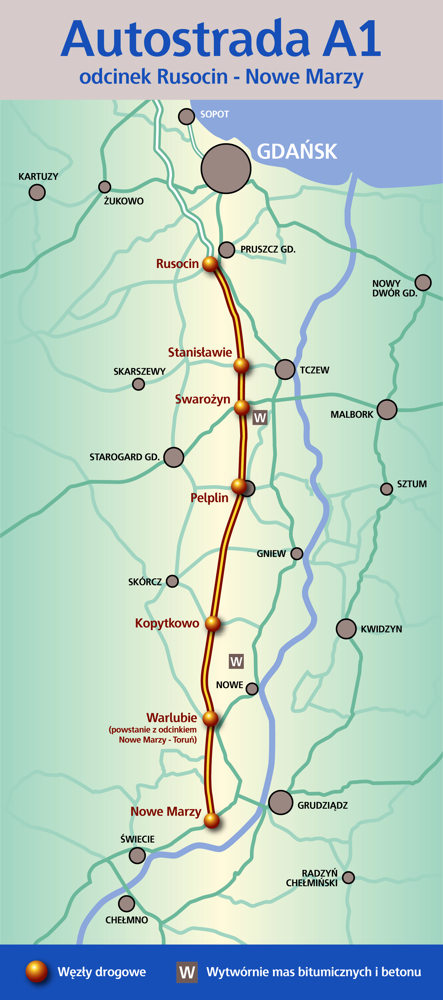 Autostrada A1
odcinek Rusocin - Nowe Marzy
SOPOT
GDAŃSK
KARTUZY
ŻUKOWO
PRUSZCZ GD.
Rusocin
NOWY
DWÓR GD.
Stanisławie
SKARSZEWY
TCZEW
Swarożyn
W
MALBORK
STAROGARD GD.
SZTUM
Pelplin
GNIEW
SKÓRCZ
Kopytkowo
KWIDZYN
W
NOWE
Warlubie
(powstanie z odcinkiem
Nowe Marzy - Toruń)
GRUDZIĄDZ
Nowe Marzy
ŚWIECIE
RADZYŃ
CHEŁMIŃSKI
CHEŁMNO
Węzły drogowe
W
Wytwórnie mas bitumicznych i betonu